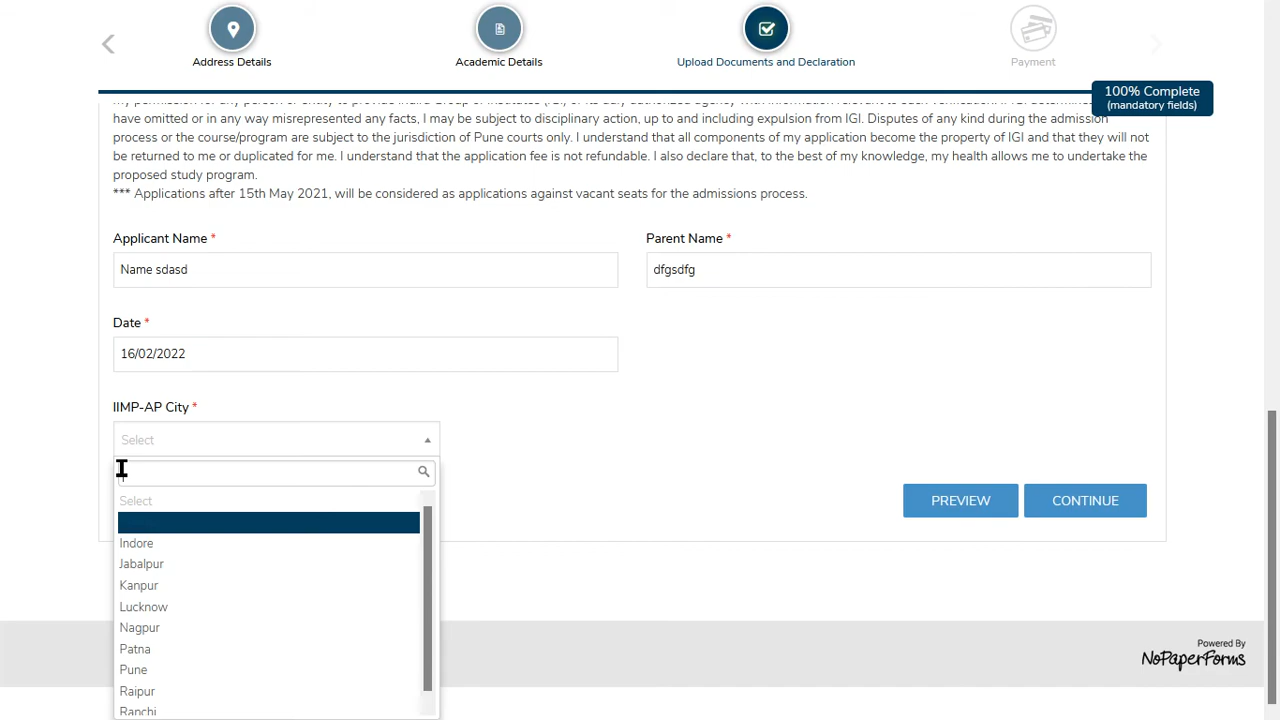 Address Details
Academic Details
Upload Documents and Declaration
Payment
100% Complete
(mandatory fields)
have omitted or in any way misrepresented any facts, I may be subject to disciplinary action, up to and including expulsion from IGI. Disputes of any kind during the admission
process or the course/program are subject to the jurisdiction of Pune courts only. I understand that all components of my application become the property of IGI and that they will not
be returned to me or duplicated for me. I understand that the application fee is not refundable. I also declare that, to the best of my knowledge, my health allows me to undertake the
proposed study program.
*** Applications after 15th May 2021, will be considered as applications against vacant seats for the admissions process.
Applicant Name *
Parent Name *
Name sdasd
dfgsdfg
Date *
16/02/2022
IIMP-AP City *
Select
Select
PREVIEW
CONTINUE
Indore
Jabalpur
Kanpur
Lucknow
Nagpur
Patna
Pune
Raipur
Ranchi
Powered By
NoPaperForms